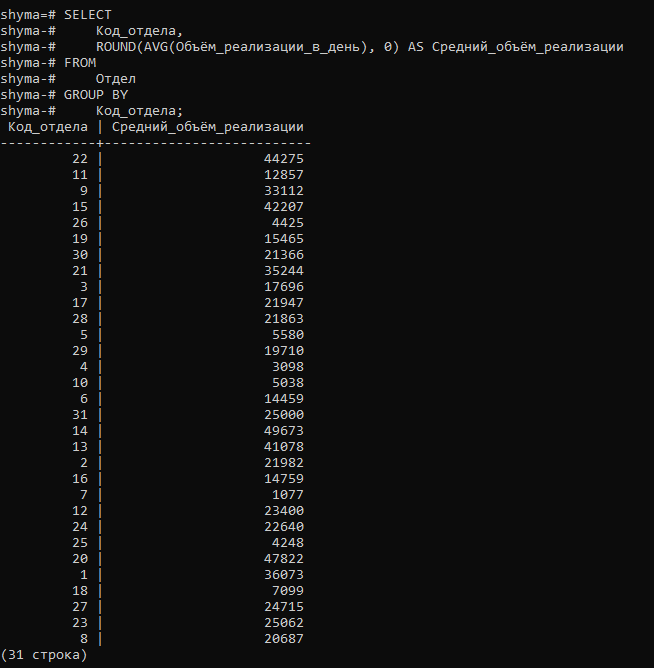 shyma=# SELECT
shyma-#     Код_отдела,
shyma-#     ROUND(AVG(Объём_реализации_в_день), 0) AS Средний_объём_реализации
shyma-# FROM
shyma-#     Отдел
shyma-# GROUP BY
shyma-#     Код_отдела;
 Код_отдела | Средний_объём_реализации
------------+--------------------------
         22 |                    44275
         11 |                    12857
          9 |                    33112
         15 |                    42207
         26 |                     4425
         19 |                    15465
         30 |                    21366
         21 |                    35244
          3 |                    17696
         17 |                    21947
         28 |                    21863
          5 |                     5580
         29 |                    19710
          4 |                     3098
         10 |                     5038
          6 |                    14459
         31 |                    25000
         14 |                    49673
         13 |                    41078
          2 |                    21982
         16 |                    14759
          7 |                     1077
         12 |                    23400
         24 |                    22640
         25 |                     4248
         20 |                    47822
          1 |                    36073
         18 |                     7099
         27 |                    24715
         23 |                    25062
          8 |                    20687
(31 строка)